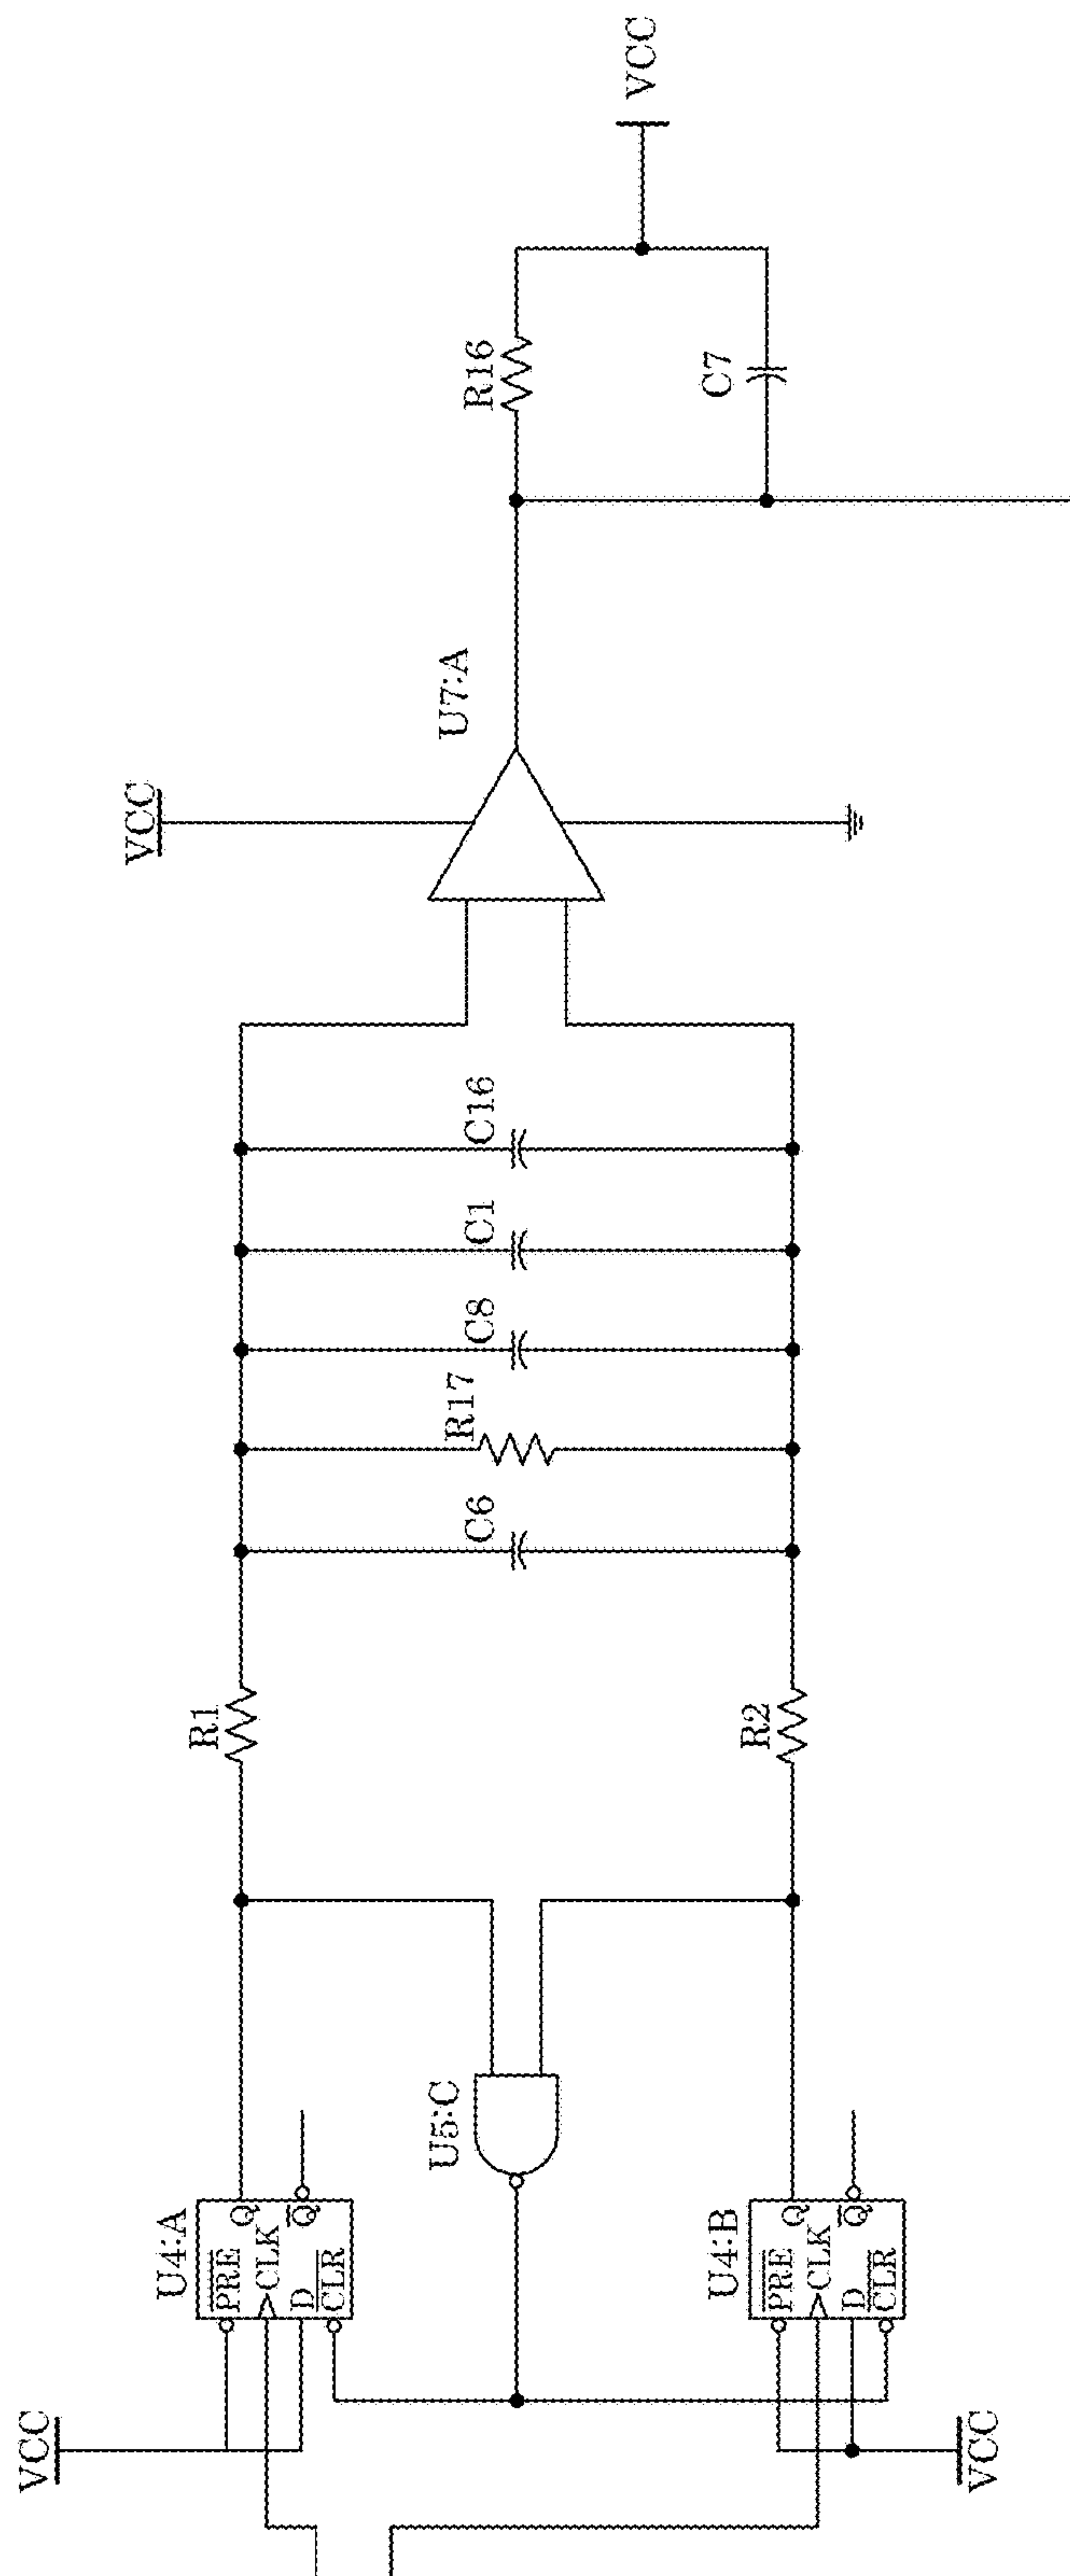 VCC
U4:A
PRE
CLK
D
CLR
Q
Q
U5:C
R1
C6
R17
C8
C1
C16
VCC
U7:A
R16
C7
VCC
U4:B
PRE
CLK
D
CLR
Q
Q
R2
VCC